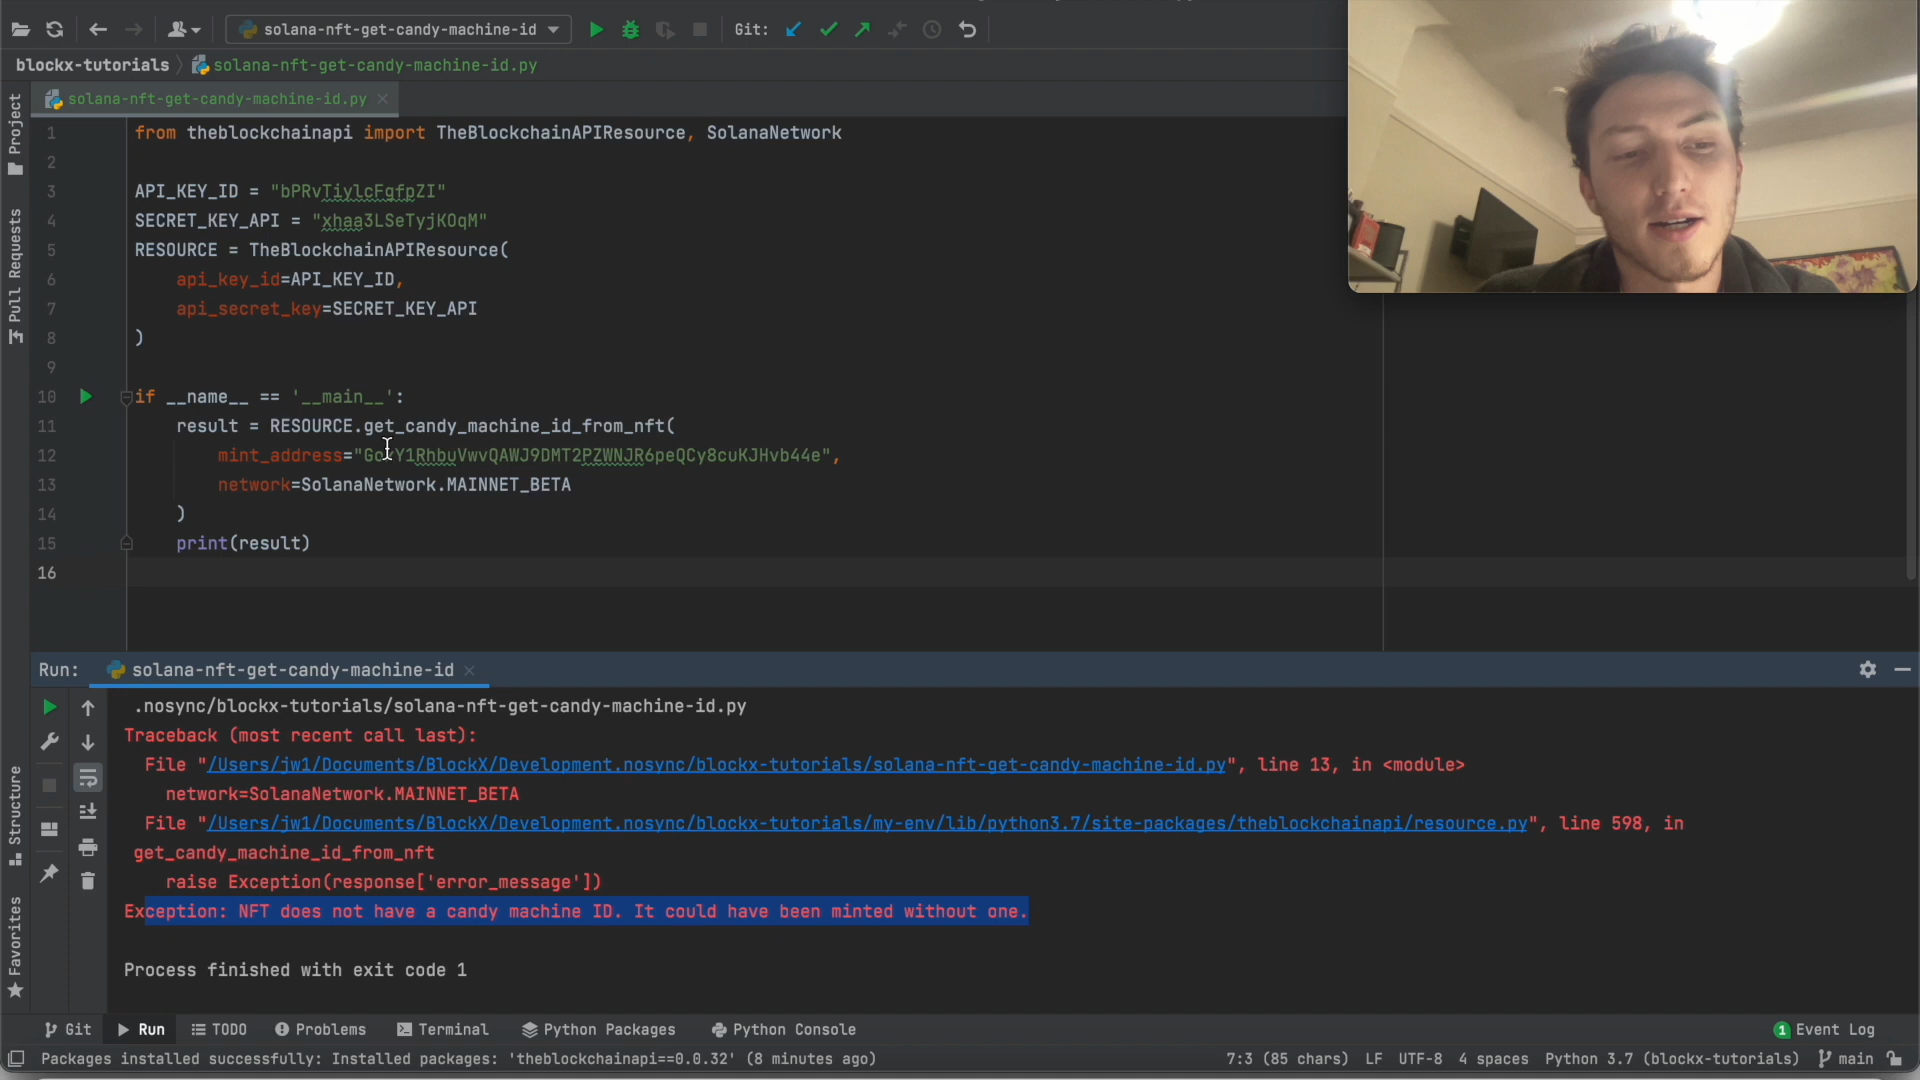 solana-nft-get-candy-machine-id
Git:
blockx-tutorials
solana-nft-get-candy-machine-id.py
solana-nft-get-candy-machine-id.py
Project
Pull Requests
Structure
Favorites
1 from theblockchainapi import TheBlockchainAPIResource, SolanaNetwork
2
3 API_KEY_ID = "bPRvTiylcFgfpZI"
4 SECRET_KEY_API = "xhaa3LSeTyjKOqM"
5 RESOURCE = TheBlockchainAPIResource(
6 api_key_id=API_KEY_ID,
7 api_secret_key=SECRET_KEY_API
8 )
9
10 if __name__ == '__main__':
11 result = RESOURCE.get_candy_machine_id_from_nft(
12 mint_address=
13 network=SolanaNetwork.MAINNET_BETA
14 )
15 print(result)
16
Run: solana-nft-get-candy-machine-id
.nosync/blockx-tutorials/solana-nft-get-candy-machine-id.py
Traceback (most recent call last):
File "/Users/jw1/Documents/BlockX/Development.nosync/blockx-tutorials/solana-nft-get-candy-machine-id.py", line 13, in <module>
network=SolanaNetwork.MAINNET_BETA
File "/Users/jw1/Documents/BlockX/Development.nosync/blockx-tutorials/my-env/lib/python3.7/site-packages/theblockchainapi/resource.py", line 598, in
get_candy_machine_id_from_nft
raise Exception(response['error_message'])
Exception: NFT does not have a candy machine ID. It could have been minted without one.
Process finished with exit code 1
Git Run TODO Problems Terminal Python Packages Python Console 1 Event Log
Packages installed successfully: Installed packages: 'theblockchainapi==0.0.32' (8 minutes ago) 7:3 (85 chars) LF UTF-8 4 spaces Python 3.7 (blockx-tutorials) main